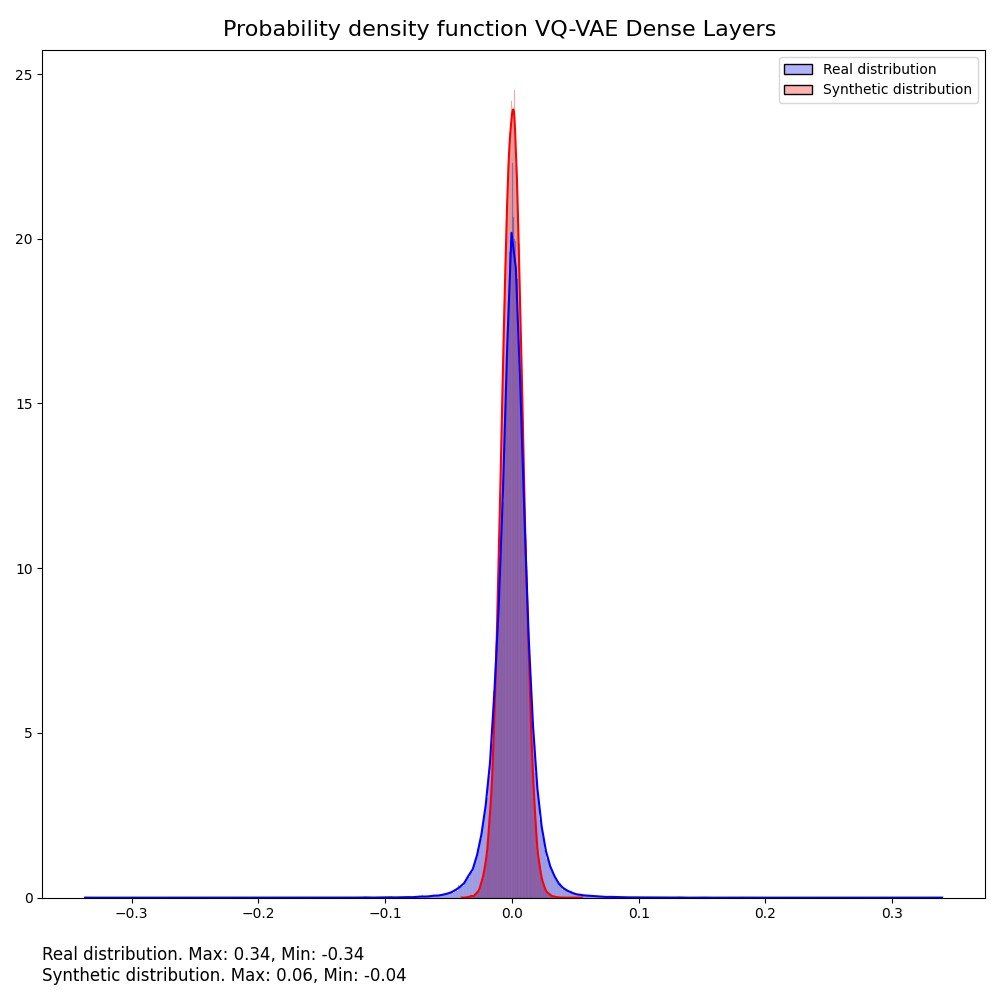 Probability density function VQ-VAE Dense Layers
Real distribution
Synthetic distribution
25
20
15
10
5
0
−0.3 −0.2 −0.1 0.0 0.1 0.2 0.3
Real distribution. Max: 0.34, Min: -0.34
Synthetic distribution. Max: 0.06, Min: -0.04